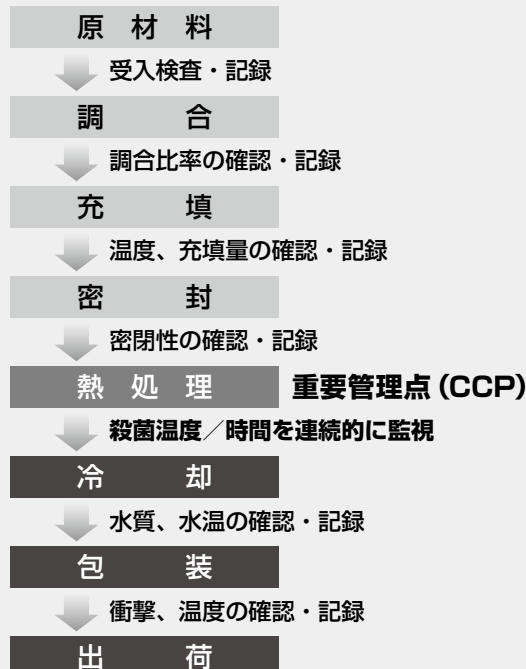 原材料
受入検査・記録
調合
調合比率の確認・記録
充填
温度、充填量の確認・記録
密封
密閉性の確認・記録
熱処理 重要管理点（CCP）
殺菌温度／時間を連続的に監視
冷却
水質、水温の確認・記録
包装
衝撃、温度の確認・記録
出荷